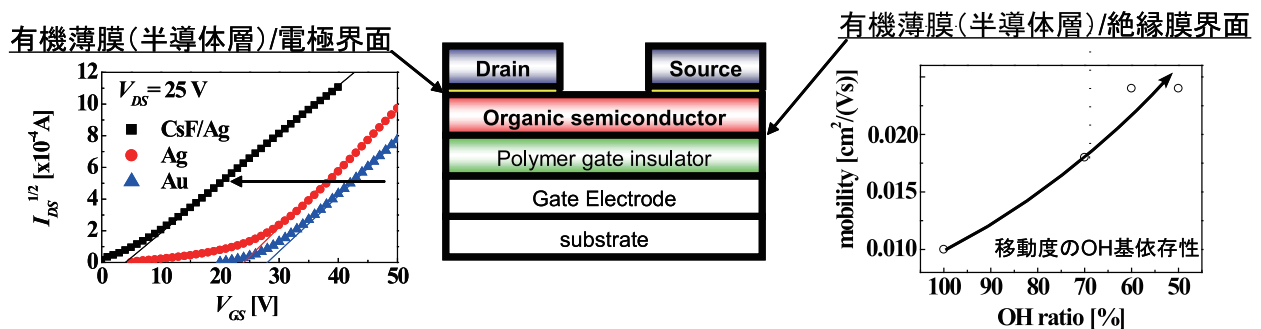 有機薄膜(半導体層)/電極界面
12
10
8
6
4
2
0
I_DS^1/2 [x10^-4A]
V_DS= 25 V
CsF/Ag
Ag
Au
0 10 20 30 40 50
V_GS [V]
Drain
Source
Organic semiconductor
Polymer gate insulator
Gate Electrode
substrate
有機薄膜(半導体層)/絶縁膜界面
mobility [cm²/(Vs)]
0.020
0.015
0.010
移動度のOH基依存性
100 90 80 70 60 50
OH ratio [%]